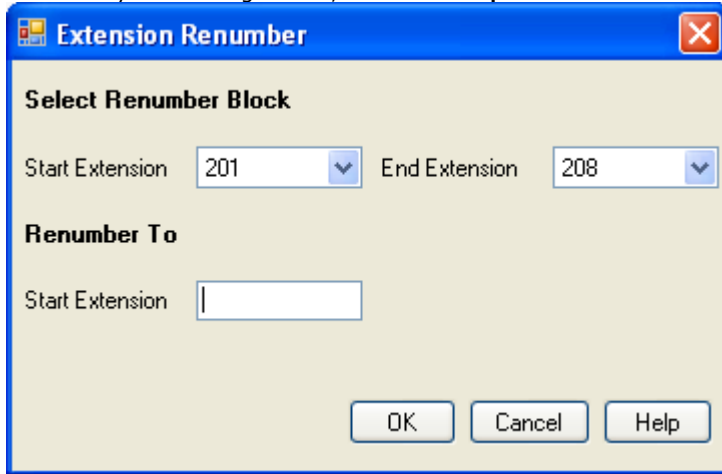 Extension Renumber
Select Renumber Block
Start Extension 201 End Extension 208
Renumber To
Start Extension
OK Cancel Help